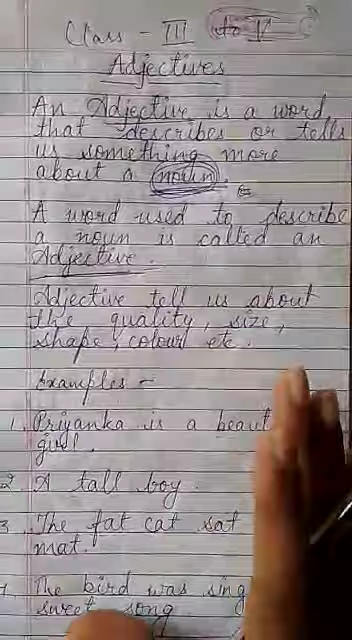 Class - III to V
Adjectives
An Adjective is a word
that describes or tells
us something more
about a noun.
A word used to describe
a noun is called an
Adjective.
Adjective tell us about
the quality, size,
shape, colour etc.
Examples -
1. Priyanka is a beaut
girl.
2. A tall boy.
3. The fat cat sat
mat.
4. The bird was sing
sweet song